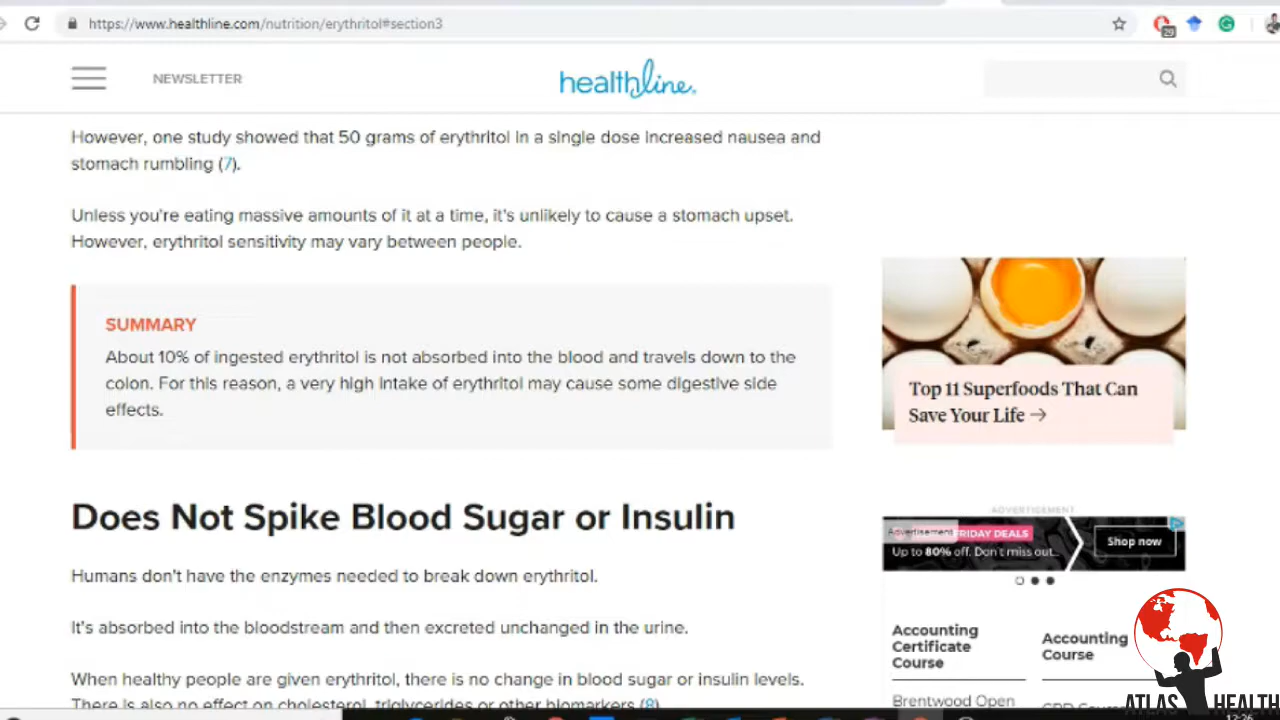 https://www.healthline.com/nutrition/erythritol#section3
29
NEWSLETTER
healthline.
However, one study showed that 50 grams of erythritol in a single dose increased nausea and
stomach rumbling (7).
Unless you're eating massive amounts of it at a time, it's unlikely to cause a stomach upset.
However, erythritol sensitivity may vary between people.
SUMMARY
About 10% of ingested erythritol is not absorbed into the blood and travels down to the
colon. For this reason, a very high intake of erythritol may cause some digestive side
effects.
Does Not Spike Blood Sugar or Insulin
Humans don't have the enzymes needed to break down erythritol.
It's absorbed into the bloodstream and then excreted unchanged in the urine.
When healthy people are given erythritol, there is no change in blood sugar or insulin levels.
There is also no effect on cholesterol, triglycerides or other biomarkers (8)
Top 11 Superfoods That Can
Save Your Life →
ADVERTISEMENT
Advertisement
FRIDAY DEALS
Up to 80% off. Don't miss out...
Shop now
Accounting
Certificate
Course
Brentwood Open
Accounting
Course
ATLAS HEALTH